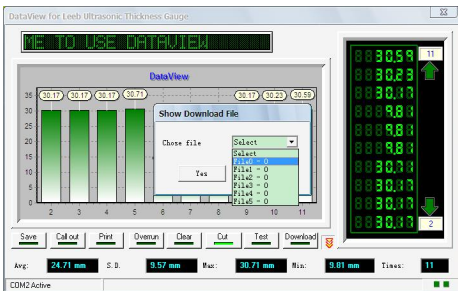 DataView for Leeb Ultrasonic Thickness Gauge
ME TO USE DATAVIEW
DataView
35
30
25
20
15
10
5
0
30.17 30.17 30.17 30.71 30.17 30.23 30.59
2 3 4 5 6 7 8 9 10 11
Show Download File
Chose file
Select
Select
File0 - 0
File1 - 0
File2 - 0
File3 - 0
File4 - 0
File5 - 0
Yes
30.59
30.23
30.17
9.81
9.81
9.81
30.71
30.17
30.17
30.17
11
2
Save Call out Print Overrun Clear Cut Test Download
Avg: 24.71 mm S.D. 9.57 mm Max: 30.71 mm Min: 9.81 mm Times: 11
COM2 Active